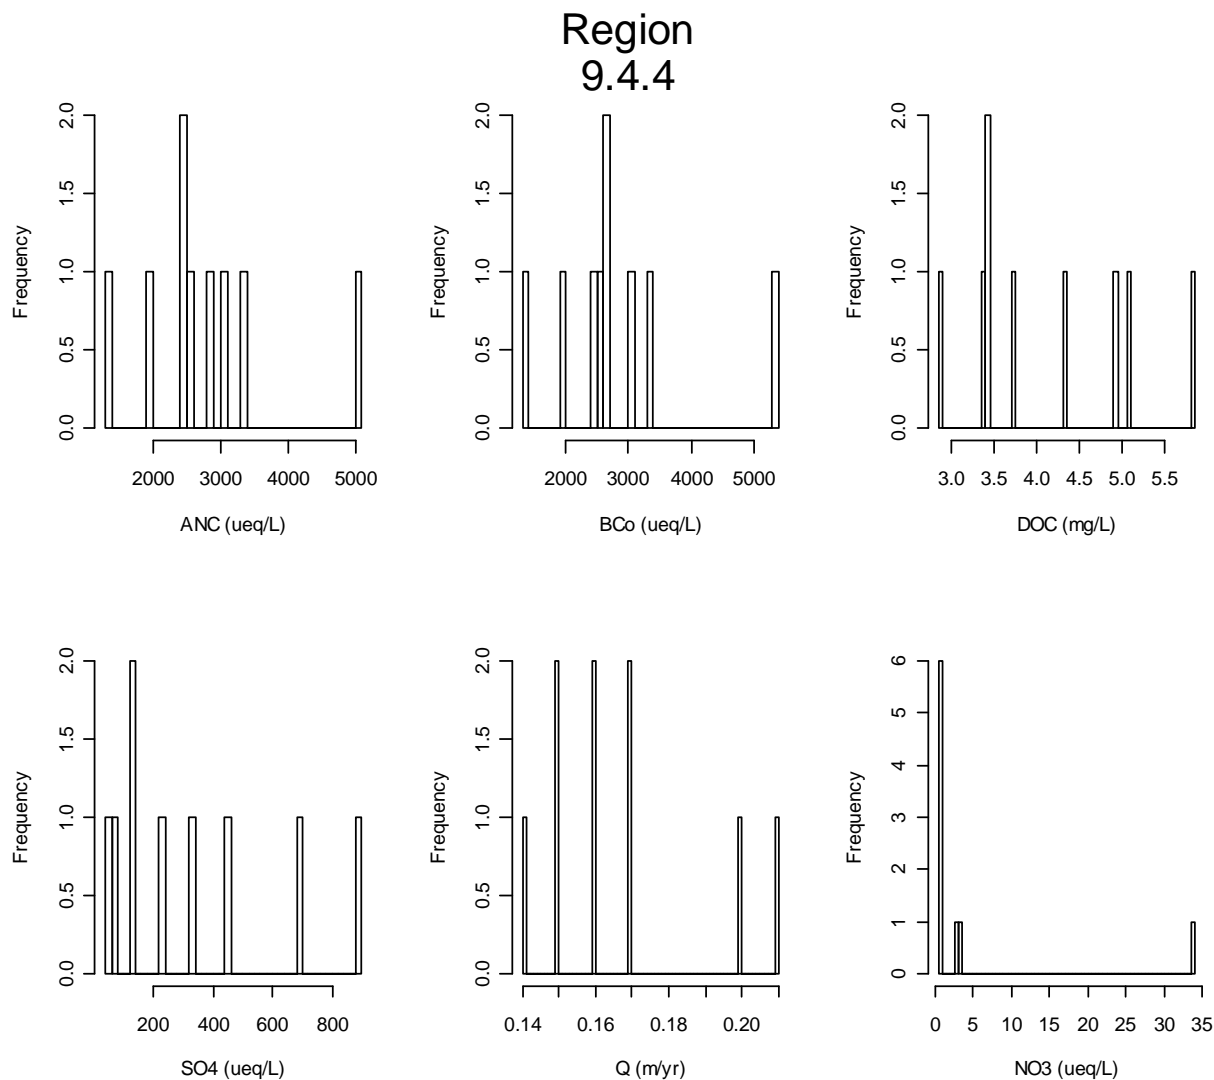 Region
9.4.4
Frequency
0.0 0.5 1.0 1.5 2.0
2000 3000 4000 5000
ANC (ueq/L)
Frequency
0.0 0.5 1.0 1.5 2.0
2000 3000 4000 5000
BCo (ueq/L)
Frequency
0.0 0.5 1.0 1.5 2.0
3.0 3.5 4.0 4.5 5.0 5.5
DOC (mg/L)
Frequency
0.0 0.5 1.0 1.5 2.0
200 400 600 800
SO4 (ueq/L)
Frequency
0.0 0.5 1.0 1.5 2.0
0.14 0.16 0.18 0.20
Q (m/yr)
Frequency
0 1 2 3 4 5 6
0 5 10 15 20 25 30 35
NO3 (ueq/L)